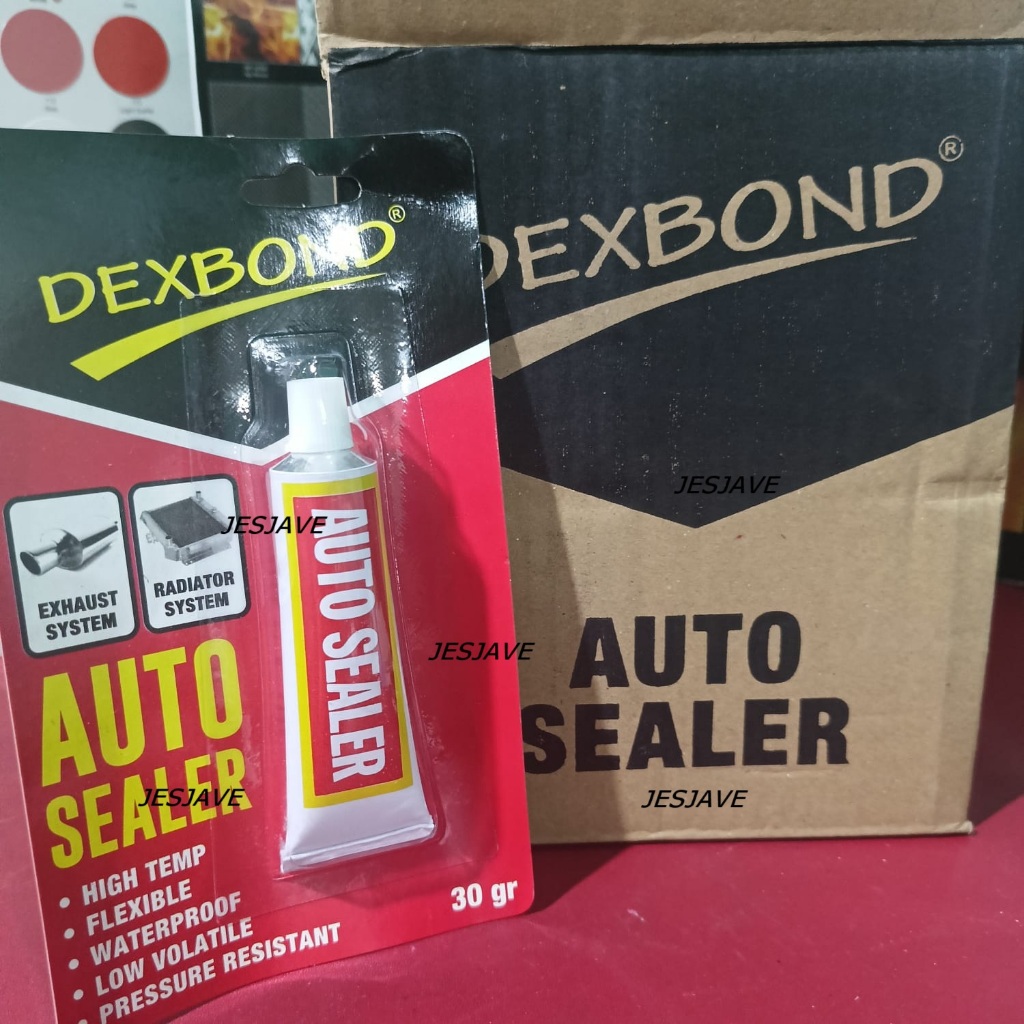 DEXBOND®
EXHAUST
SYSTEM
RADIATOR
SYSTEM
AUTO
SEALER
• HIGH TEMP
• FLEXIBLE
• WATERPROOF
• LOW VOLATILE
• PRESSURE RESISTANT
AUTO SEALER
30 gr
DEXBOND®
AUTO
SEALER
JESJAVE
JESJAVE
JESJAVE
JESJAVE
JESJAVE